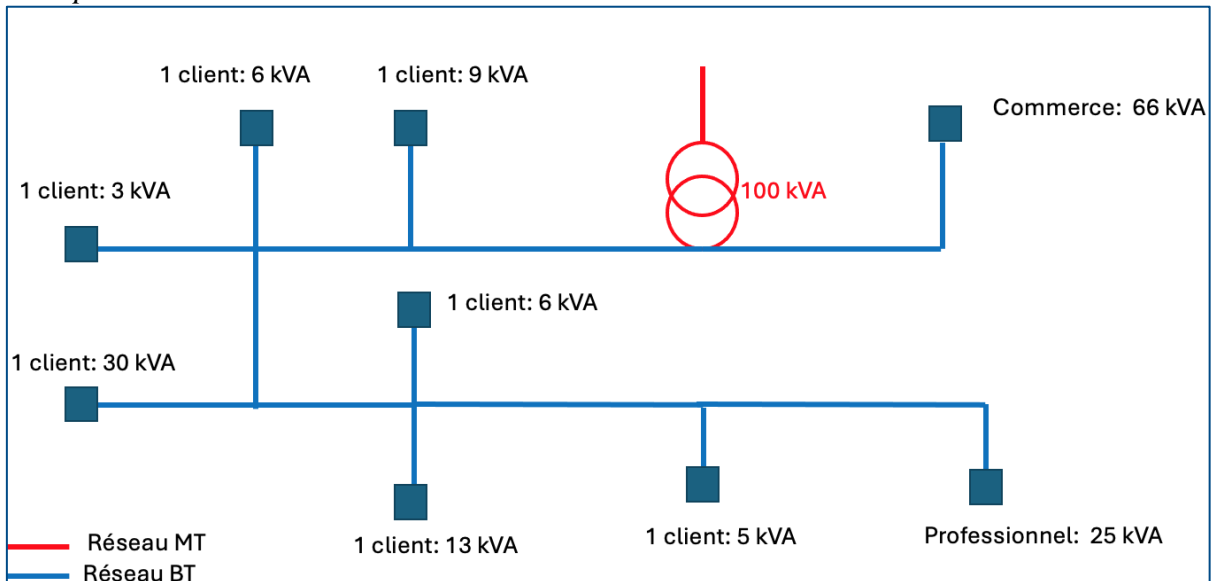 1 client: 6 kVA
1 client: 9 kVA
Commerce: 66 kVA
1 client: 3 kVA
100 kVA
1 client: 6 kVA
1 client: 30 kVA
1 client: 13 kVA
1 client: 5 kVA
Professionnel: 25 kVA
Réseau MT
Réseau BT